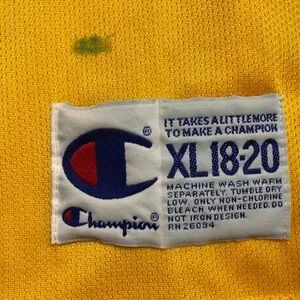 IT TAKES A LITTLE MORE
TO MAKE A CHAMPION
®
XL 18-20
MACHINE WASH WARM
SEPARATELY. TUMBLE DRY
LOW. ONLY NON-CHLORINE
BLEACH WHEN NEEDED. DO
NOT IRON DESIGN.
RN 26094
Champion®